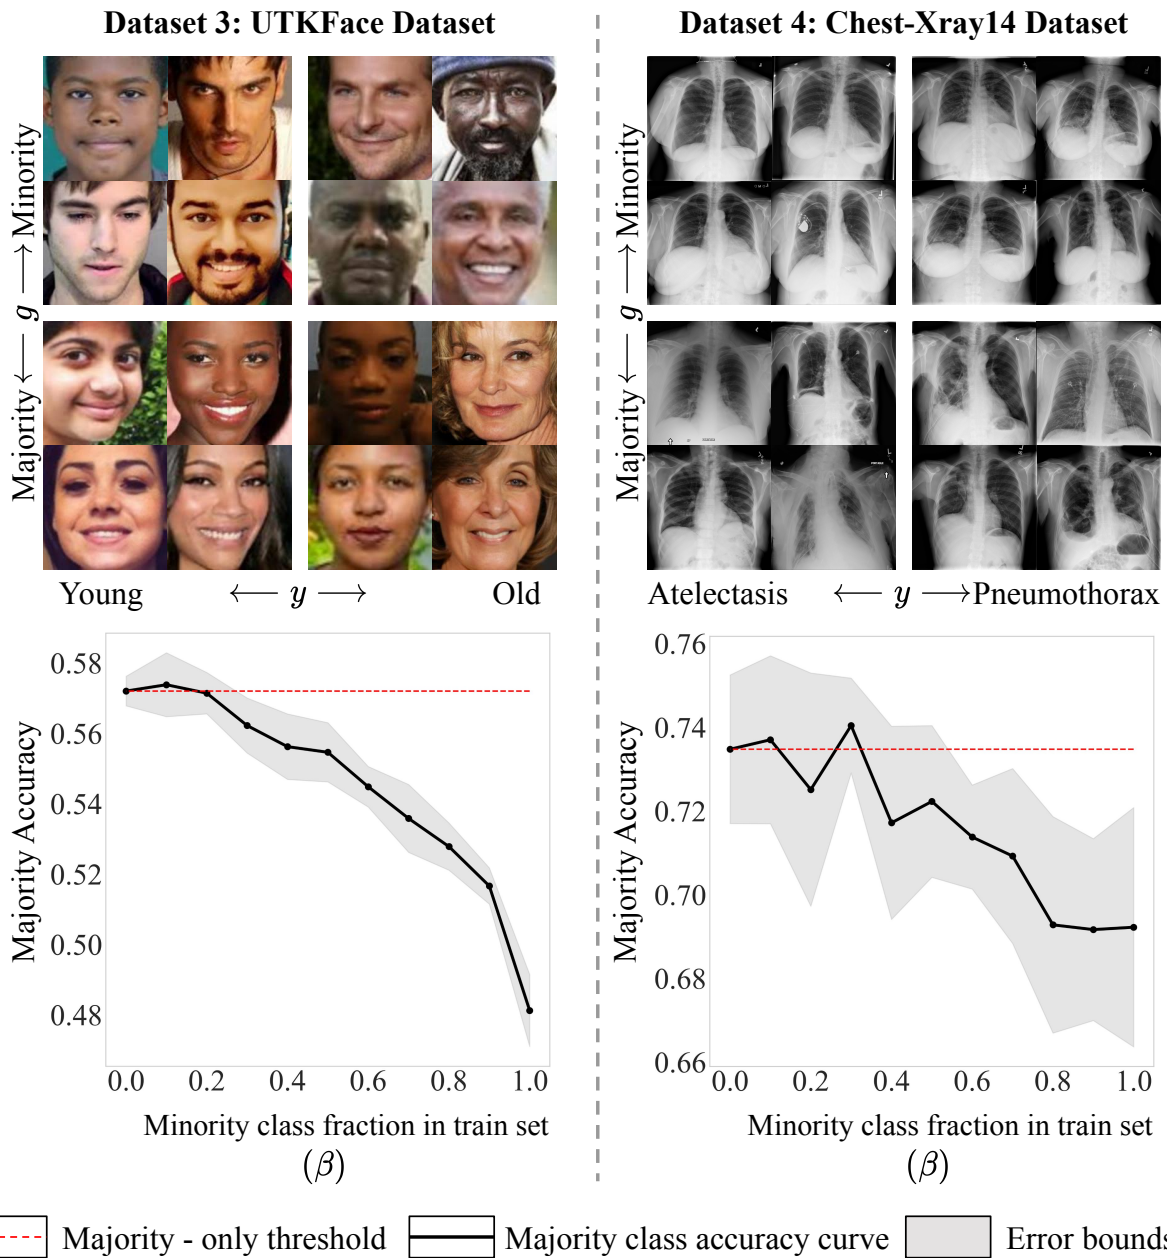 Dataset 3: UTKFace Dataset
Majority ← g → Minority
Young ← y → Old
Majority Accuracy
0.58
0.56
0.54
0.52
0.50
0.48
0.0 0.2 0.4 0.6 0.8 1.0
Minority class fraction in train set
(β)
Dataset 4: Chest-Xray14 Dataset
Majority ← g → Minority
Atelectasis ← y → Pneumothorax
Majority Accuracy
0.76
0.74
0.72
0.70
0.68
0.66
0.0 0.2 0.4 0.6 0.8 1.0
Minority class fraction in train set
(β)
Majority - only threshold Majority class accuracy curve Error bounds